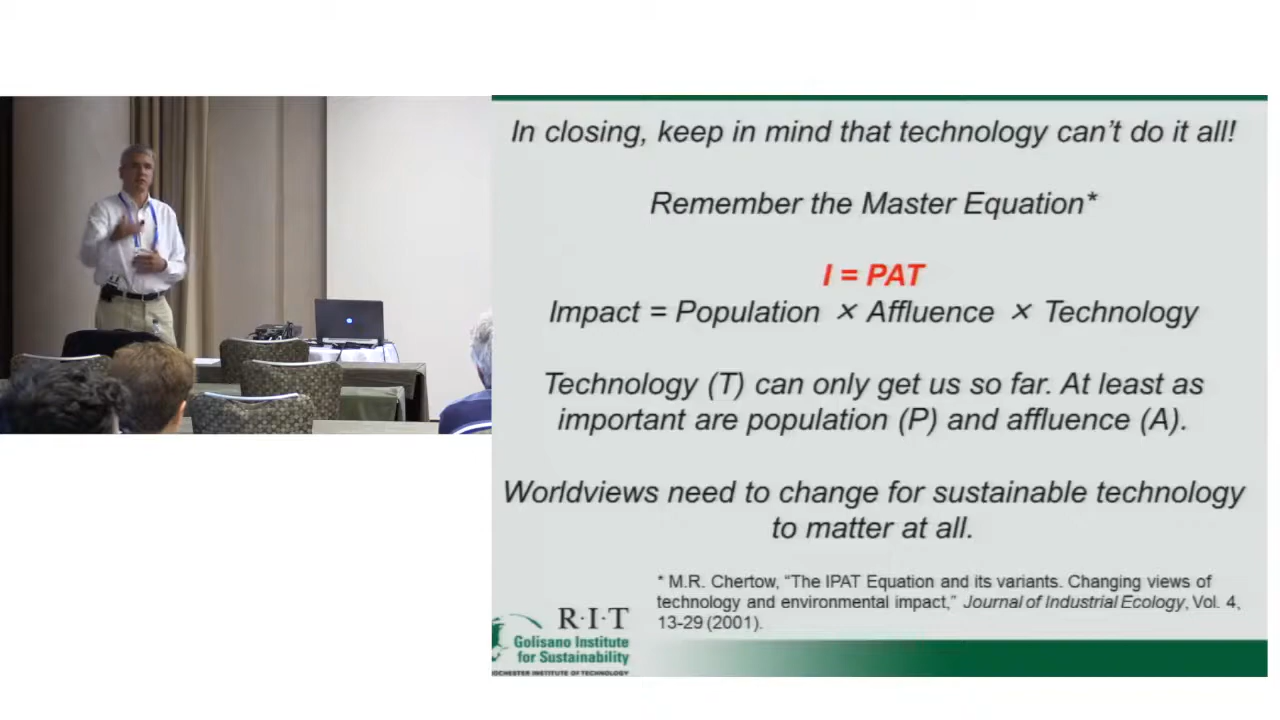 In closing, keep in mind that technology can't do it all!
Remember the Master Equation*
I = PAT
Impact = Population × Affluence × Technology
Technology (T) can only get us so far. At least as
important are population (P) and affluence (A).
Worldviews need to change for sustainable technology
to matter at all.
* M.R. Chertow, “The IPAT Equation and its variants. Changing views of
technology and environmental impact,” Journal of Industrial Ecology, Vol. 4,
13-29 (2001).
R·I·T
Golisano Institute
for Sustainability
ROCHESTER INSTITUTE OF TECHNOLOGY